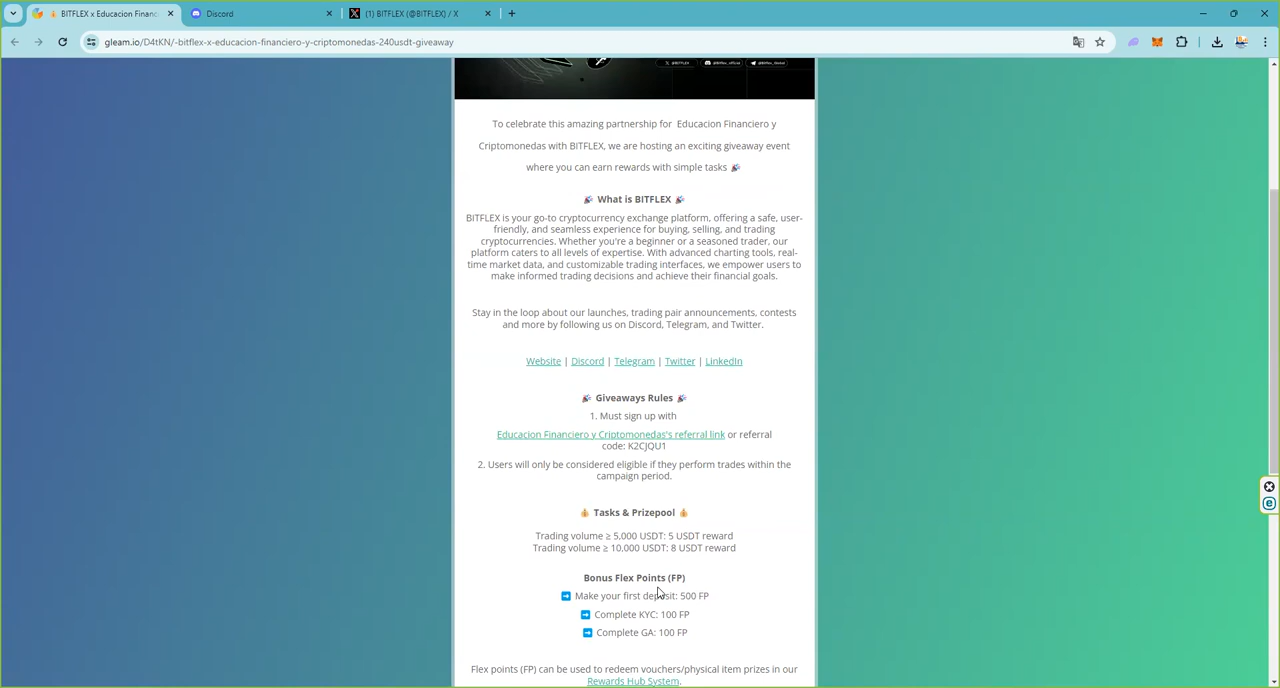 BITFLEX x Educacion Financ
Discord
(1) BITFLEX (@BITFLEX) / X
gleam.io/D4tKN/-bitflex-x-educacion-financiero-y-criptomonedas-240usdt-giveaway
@BITFLEX
@Bitflex_official
@Bitflex_Global
To celebrate this amazing partnership for Educacion Financiero y
Criptomonedas with BITFLEX, we are hosting an exciting giveaway event
where you can earn rewards with simple tasks 🎉
🎉 What is BITFLEX 🎉
BITFLEX is your go-to cryptocurrency exchange platform, offering a safe, user-
friendly, and seamless experience for buying, selling, and trading
cryptocurrencies. Whether you're a beginner or a seasoned trader, our
platform caters to all levels of expertise. With advanced charting tools, real-
time market data, and customizable trading interfaces, we empower users to
make informed trading decisions and achieve their financial goals.
Stay in the loop about our launches, trading pair announcements, contests
and more by following us on Discord, Telegram, and Twitter.
Website | Discord | Telegram | Twitter | LinkedIn
🎉 Giveaways Rules 🎉
1. Must sign up with
Educacion Financiero y Criptomonedas's referral link or referral
code: K2CJQU1
2. Users will only be considered eligible if they perform trades within the
campaign period.
💰 Tasks & Prizepool 💰
Trading volume ≥ 5,000 USDT: 5 USDT reward
Trading volume ≥ 10,000 USDT: 8 USDT reward
Bonus Flex Points (FP)
➡️ Make your first deposit: 500 FP
➡️ Complete KYC: 100 FP
➡️ Complete GA: 100 FP
Flex points (FP) can be used to redeem vouchers/physical item prizes in our
Rewards Hub System.